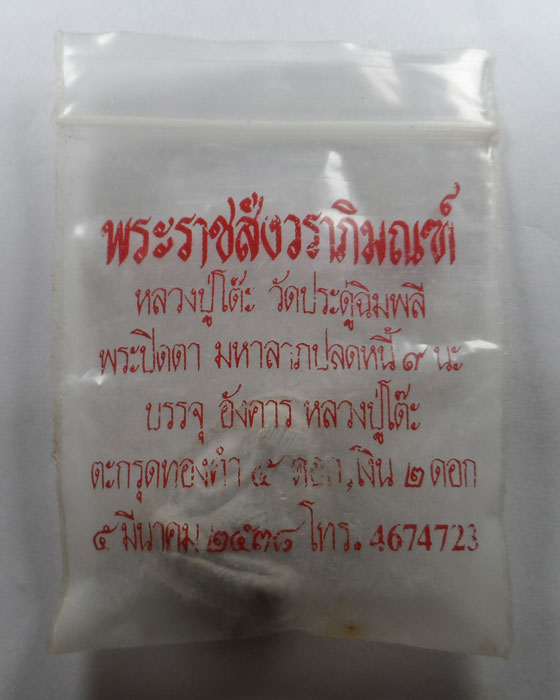 พระราชสังวราภิมณฑ์
หลวงปู่โต๊ะ วัดประดู่ฉิมพลี
พระปิดตา มหาลาภปลดหนี้ ๙ นะ
บรรจุ อังคาร หลวงปู่โต๊ะ
ตะกรุดทองคำ ๕ ดอก,เงิน ๒ ดอก
๕ มีนาคม ๒๕๓๘ โทร. 4674723